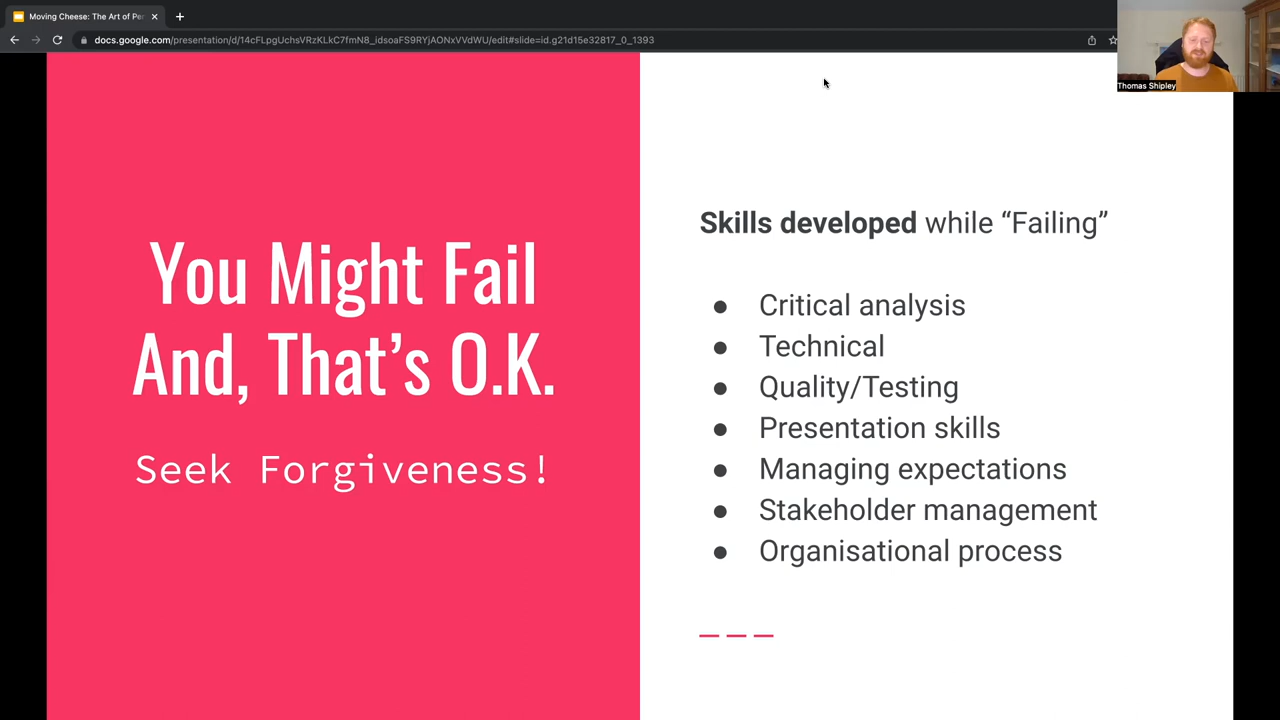 Moving Cheese: The Art of Per
docs.google.com/presentation/d/14cFLpgUchsVRzKLkC7fmN8_idsoaFS9RYjAONxVVdWU/edit#slide=id.g21d15e32817_0_1393
Thomas Shipley
You Might Fail
And, That’s O.K.
Seek Forgiveness!
Skills developed while “Failing”
● Critical analysis
● Technical
● Quality/Testing
● Presentation skills
● Managing expectations
● Stakeholder management
● Organisational process